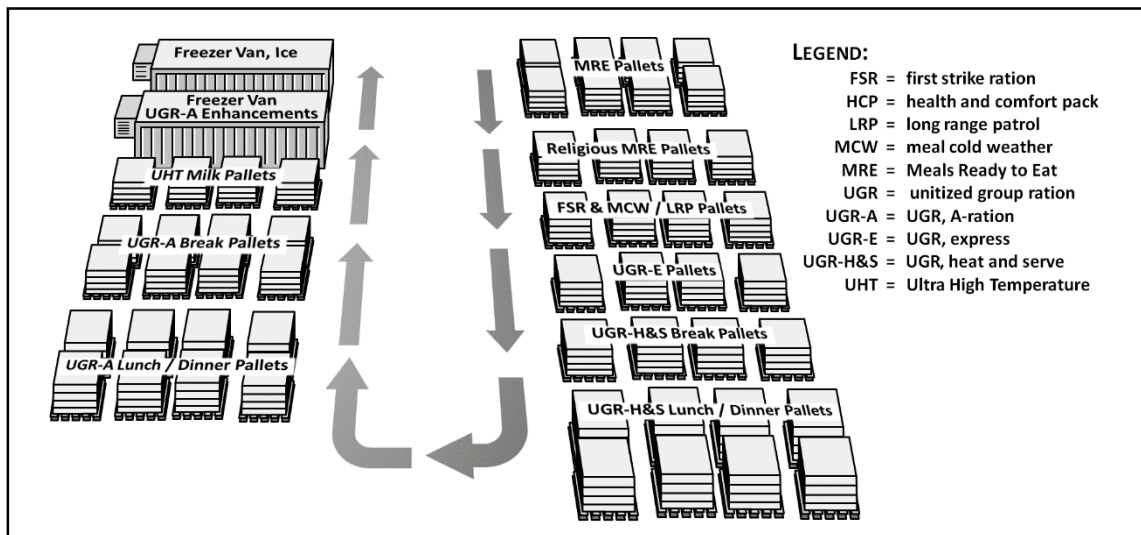 Freezer Van, Ice
Freezer Van
UGR-A Enhancements
UHT Milk Pallets
UGR-A Break Pallets
UGR-A Lunch / Dinner Pallets
MRE Pallets
Religious MRE Pallets
FSR & MCW / LRP Pallets
UGR-E Pallets
UGR-H&S Break Pallets
UGR-H&S Lunch / Dinner Pallets
LEGEND:
FSR = first strike ration
HCP = health and comfort pack
LRP = long range patrol
MCW = meal cold weather
MRE = Meals Ready to Eat
UGR = unitized group ration
UGR-A = UGR, A-ration
UGR-E = UGR, express
UGR-H&S = UGR, heat and serve
UHT = Ultra High Temperature